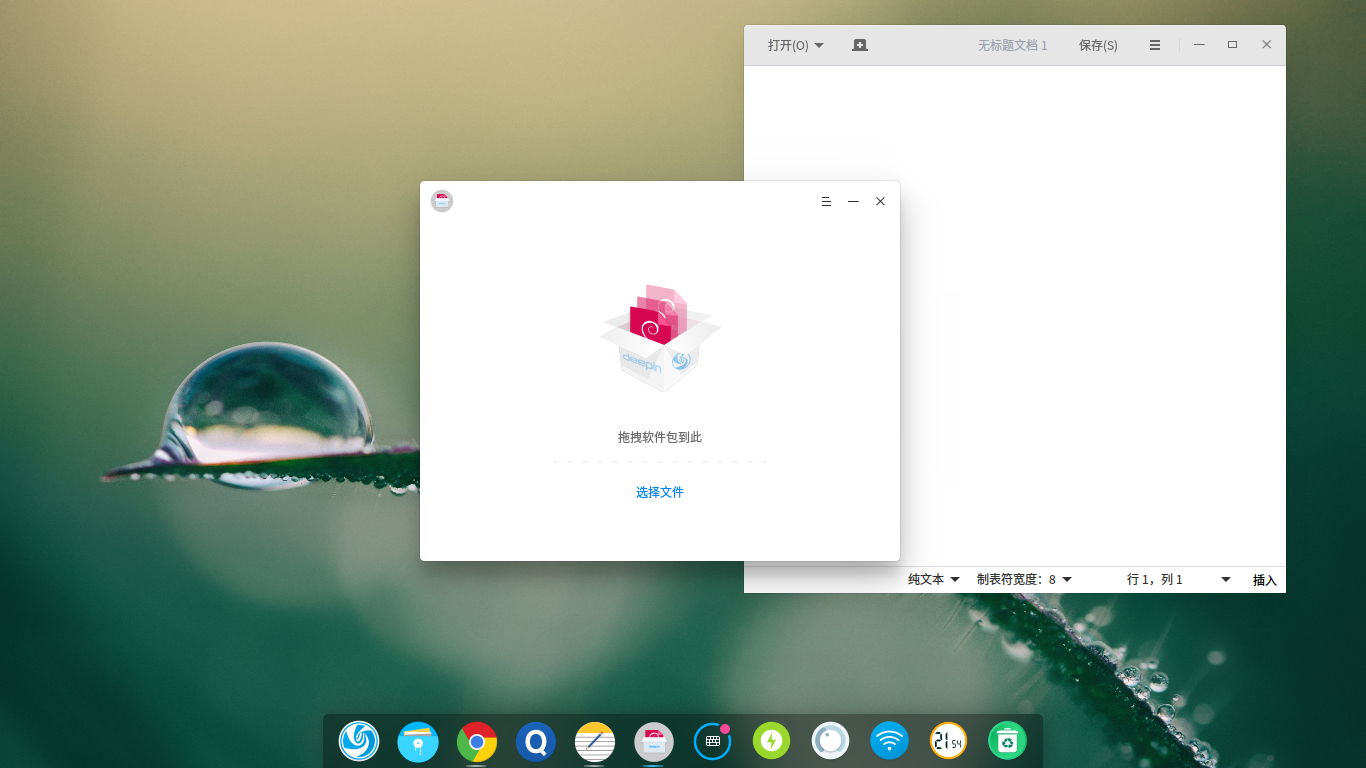 打开(O)
无标题文档 1
保存(S)
deepin
拖拽软件包到此
选择文件
纯文本
制表符宽度：8
行 1，列 1
插入
21 54